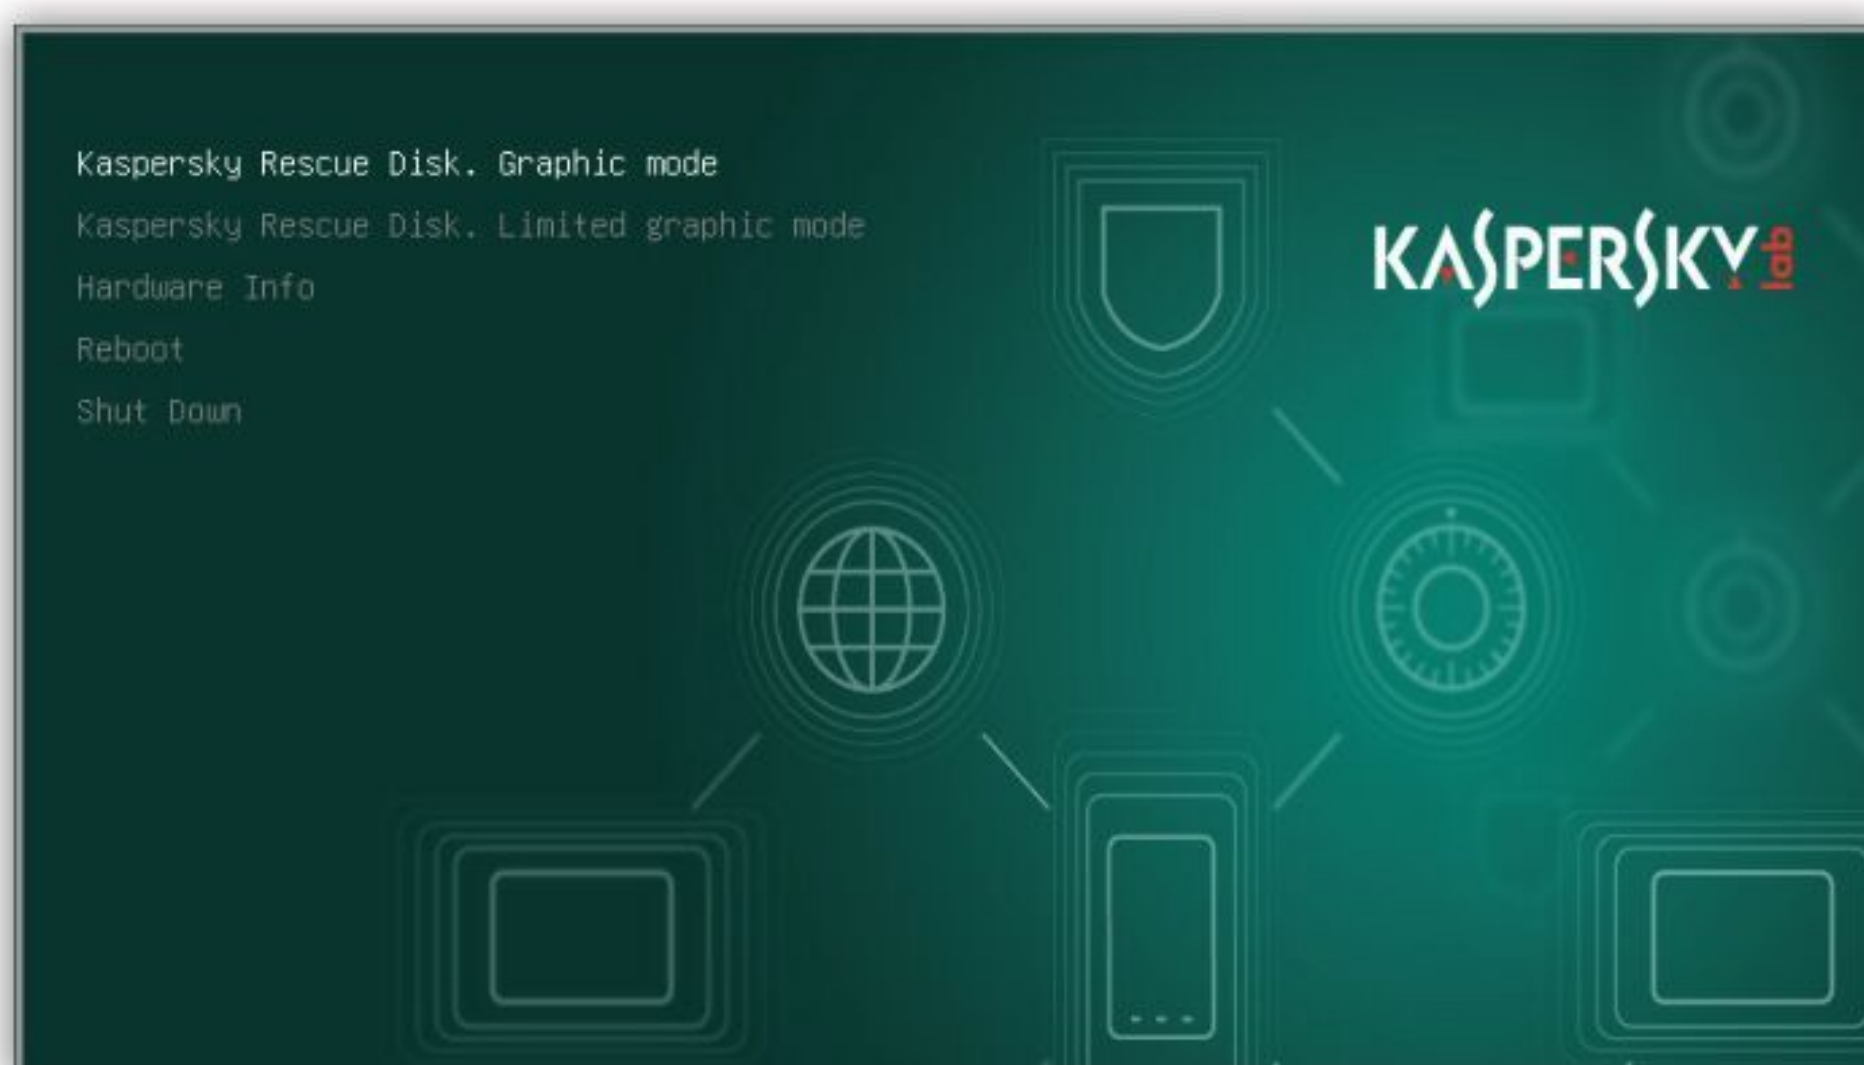 Kaspersky Rescue Disk. Graphic mode
Kaspersky Rescue Disk. Limited graphic mode
Hardware Info
Reboot
Shut Down
KASPERSKY lab